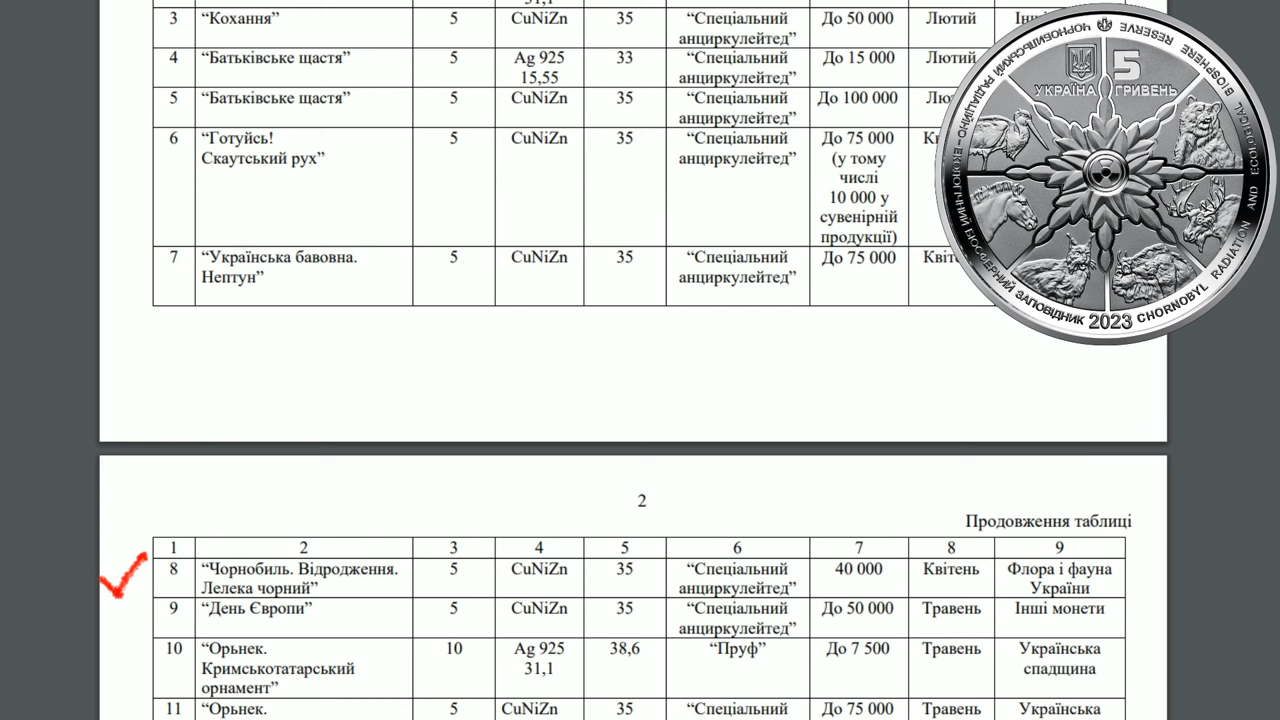 3 “Кохання” 5 CuNiZn 35 “Спеціальний До 50 000 Лютий
анциркулейтед”
4 “Батьківське щастя” 5 Ag 925 33 “Спеціальний До 15 000
15,55 анциркулейтед”
5 “Батьківське щастя” 5 CuNiZn 35 “Спеціальний До 100 000
анциркулейтед”
6 “Готуйсь! 5 CuNiZn 35 “Спеціальний До 75 000
Скаутський рух” анциркулейтед” (у тому
числі
10 000 у
сувенірній
продукції)
7 “Українська бавовна. 5 CuNiZn 35 “Спеціальний До 75 000
Нептун” анциркулейтед”
ЧОРНОБИЛЬСЬКИЙ РАДІАЦІЙНО-ЕКОЛОГІЧНИЙ БІОСФЕРНИЙ ЗАПОВІДНИК
2023
CHORNOBYL RADIATION AND ECOLOGICAL BIOSPHERE RESERVE
5
УКРАЇНА ГРИВЕНЬ
2
Продовження таблиці
1 2 3 4 5 6 7 8 9
8 “Чорнобиль. Відродження. 5 CuNiZn 35 “Спеціальний 40 000 Квітень Флора і фауна
Лелека чорний” анциркулейтед” України
9 “День Європи” 5 CuNiZn 35 “Спеціальний До 50 000 Травень Інші монети
анциркулейтед”
10 “Орьнек. 10 Ag 925 38,6 “Пруф” До 7 500 Травень Українська
Кримськотатарський 31,1 спадщина
орнамент”
11 “Орьнек. 5 CuNiZn 35 “Спеціальний До 75 000 Травень Українська